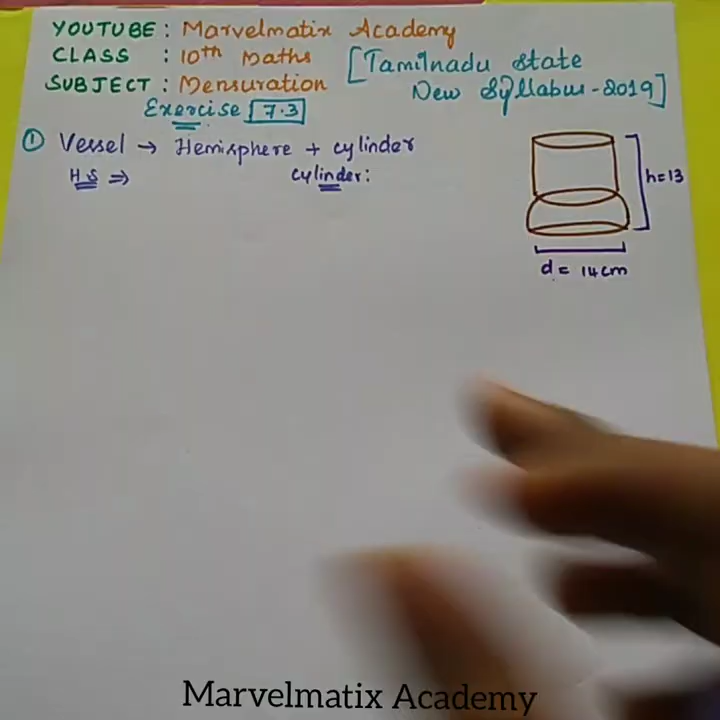 YOUTUBE : Marvelmatix Academy
CLASS : 10th Maths
[Tamilnadu State
SUBJECT : Mensuration
New Syllabus - 2019]
Exercise 7.3
① Vessel → Hemisphere + cylinder
H.S ⇒ cylinder:
h=13
d = 14cm
Marvelmatix Academy